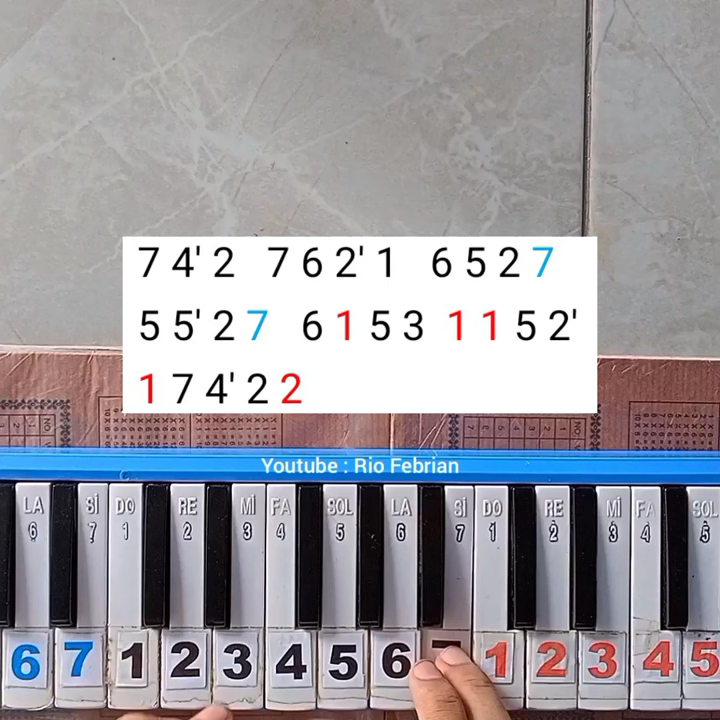 7 4' 2 7 6 2' 1 6 5 2 7
5 5' 2 7 6 1 5 3 1 1 5 2'
1 7 4' 2 2
Youtube : Rio Febrian
LA Sİ DO RE Mİ FA SOL LA Sİ DO RE Mİ FA SOL
6 7 1 2 3 4 5 6 7 1 2 3 4 5
6 7 1 2 3 4 5 6 1 2 3 4 5